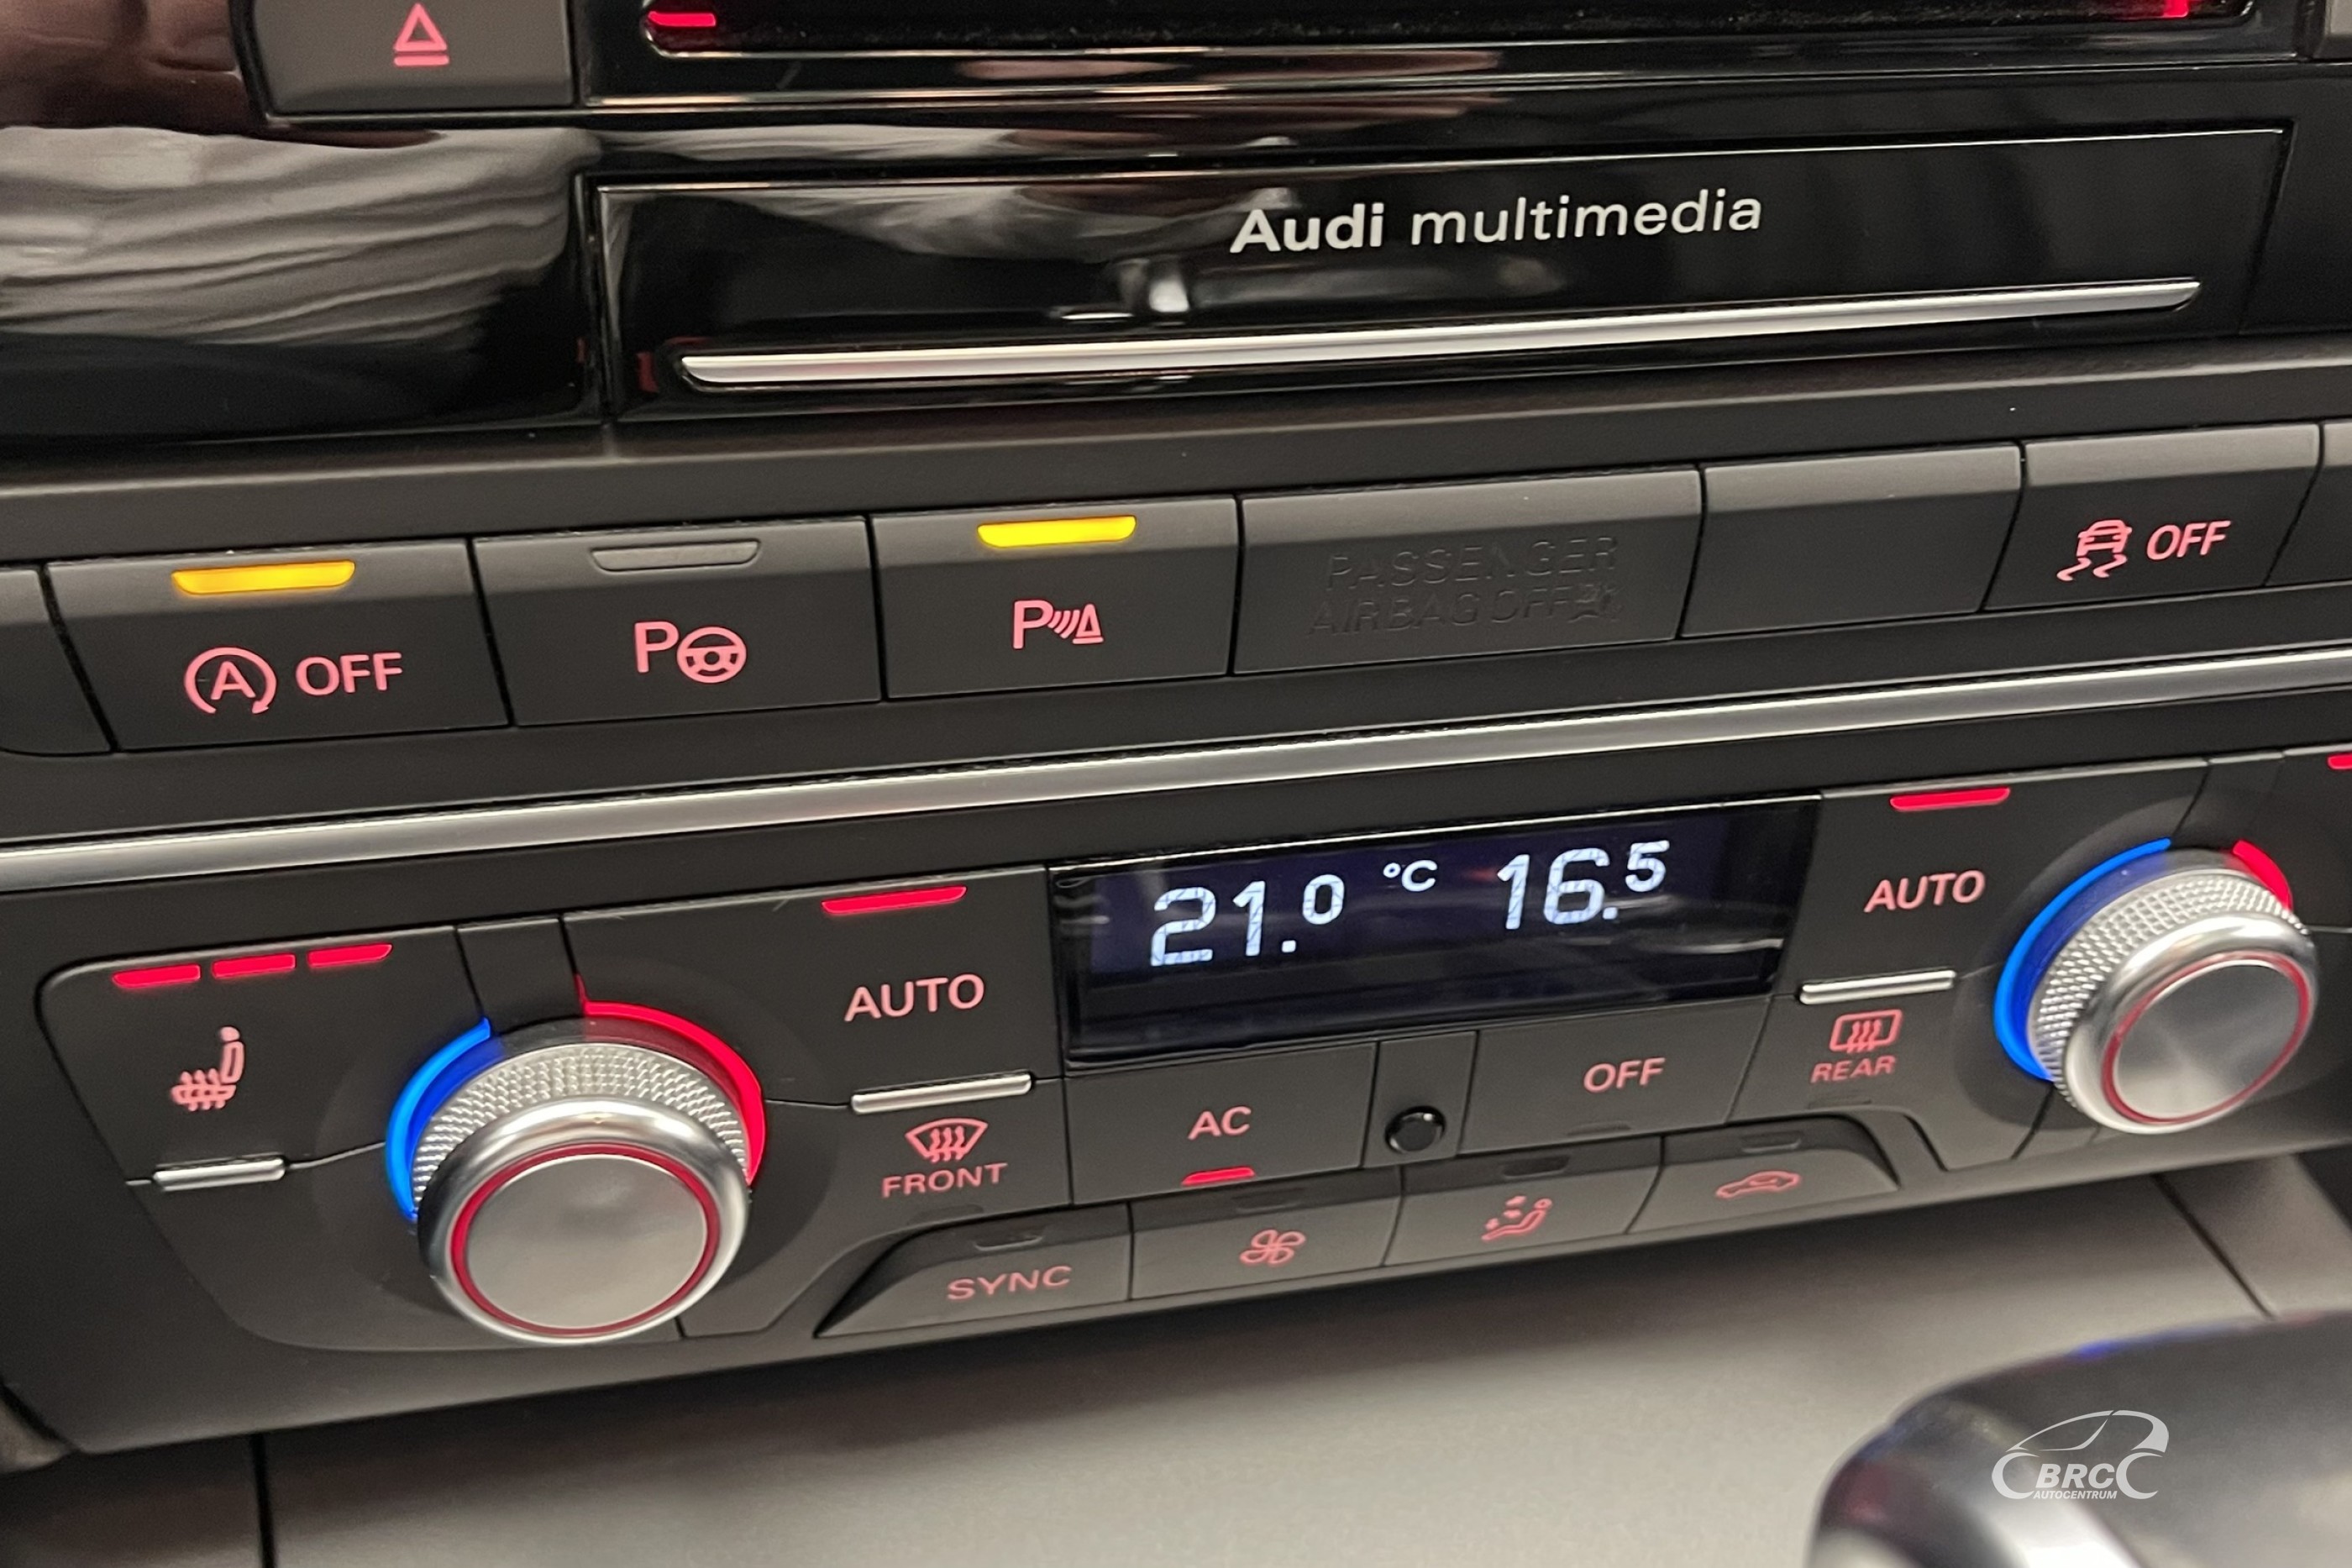 Audi multimedia
A OFF
P
P
PASSENGER
AIRBAG OFF
OFF
21.0 °C 16.5
AUTO
AUTO
FRONT
AC
OFF
REAR
SYNC
BRC
AUTOCENTRUM